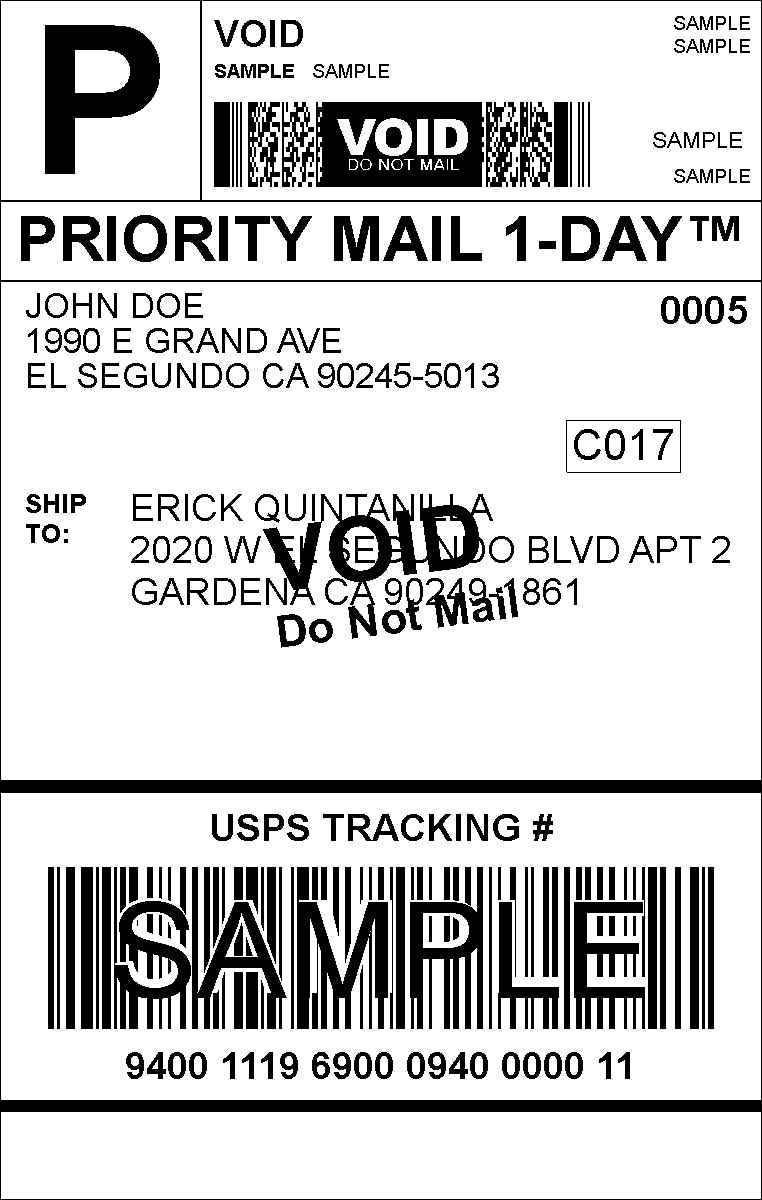 P
VOID
SAMPLE SAMPLE
SAMPLE
SAMPLE
VOID
DO NOT MAIL
SAMPLE
SAMPLE
PRIORITY MAIL 1-DAY™
JOHN DOE
1990 E GRAND AVE
EL SEGUNDO CA 90245-5013
0005
C017
SHIP
TO:
ERICK QUINTANILLA
2020 W EL SEGUNDO BLVD APT 2
GARDENA CA 90249-1861
VOID
Do Not Mail
USPS TRACKING #
SAMPLE
9400 1119 6900 0940 0000 11